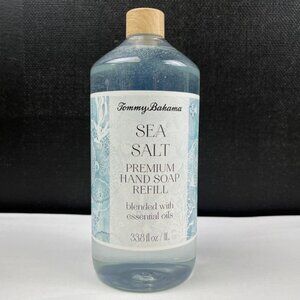 Tommy Bahama
SEA
SALT
PREMIUM
HAND SOAP
REFILL
blended with
essential oils
33.8 fl oz / 1L